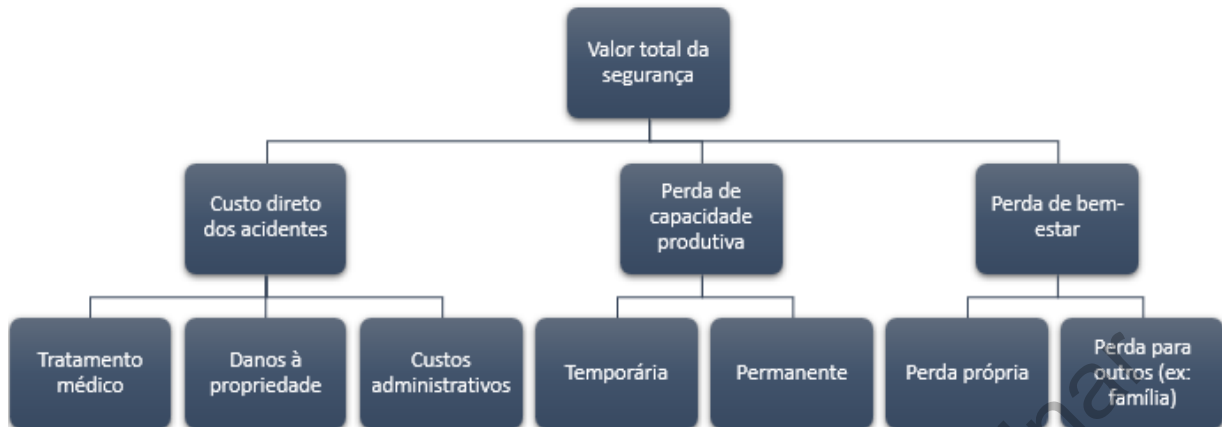 Valor total da
segurança
Custo direto
dos acidentes
Perda de
capacidade
produtiva
Perda de bem-
estar
Tratamento
médico
Danos à
propriedade
Custos
administrativos
Temporária
Permanente
Perda própria
Perda para
outros (ex:
família)